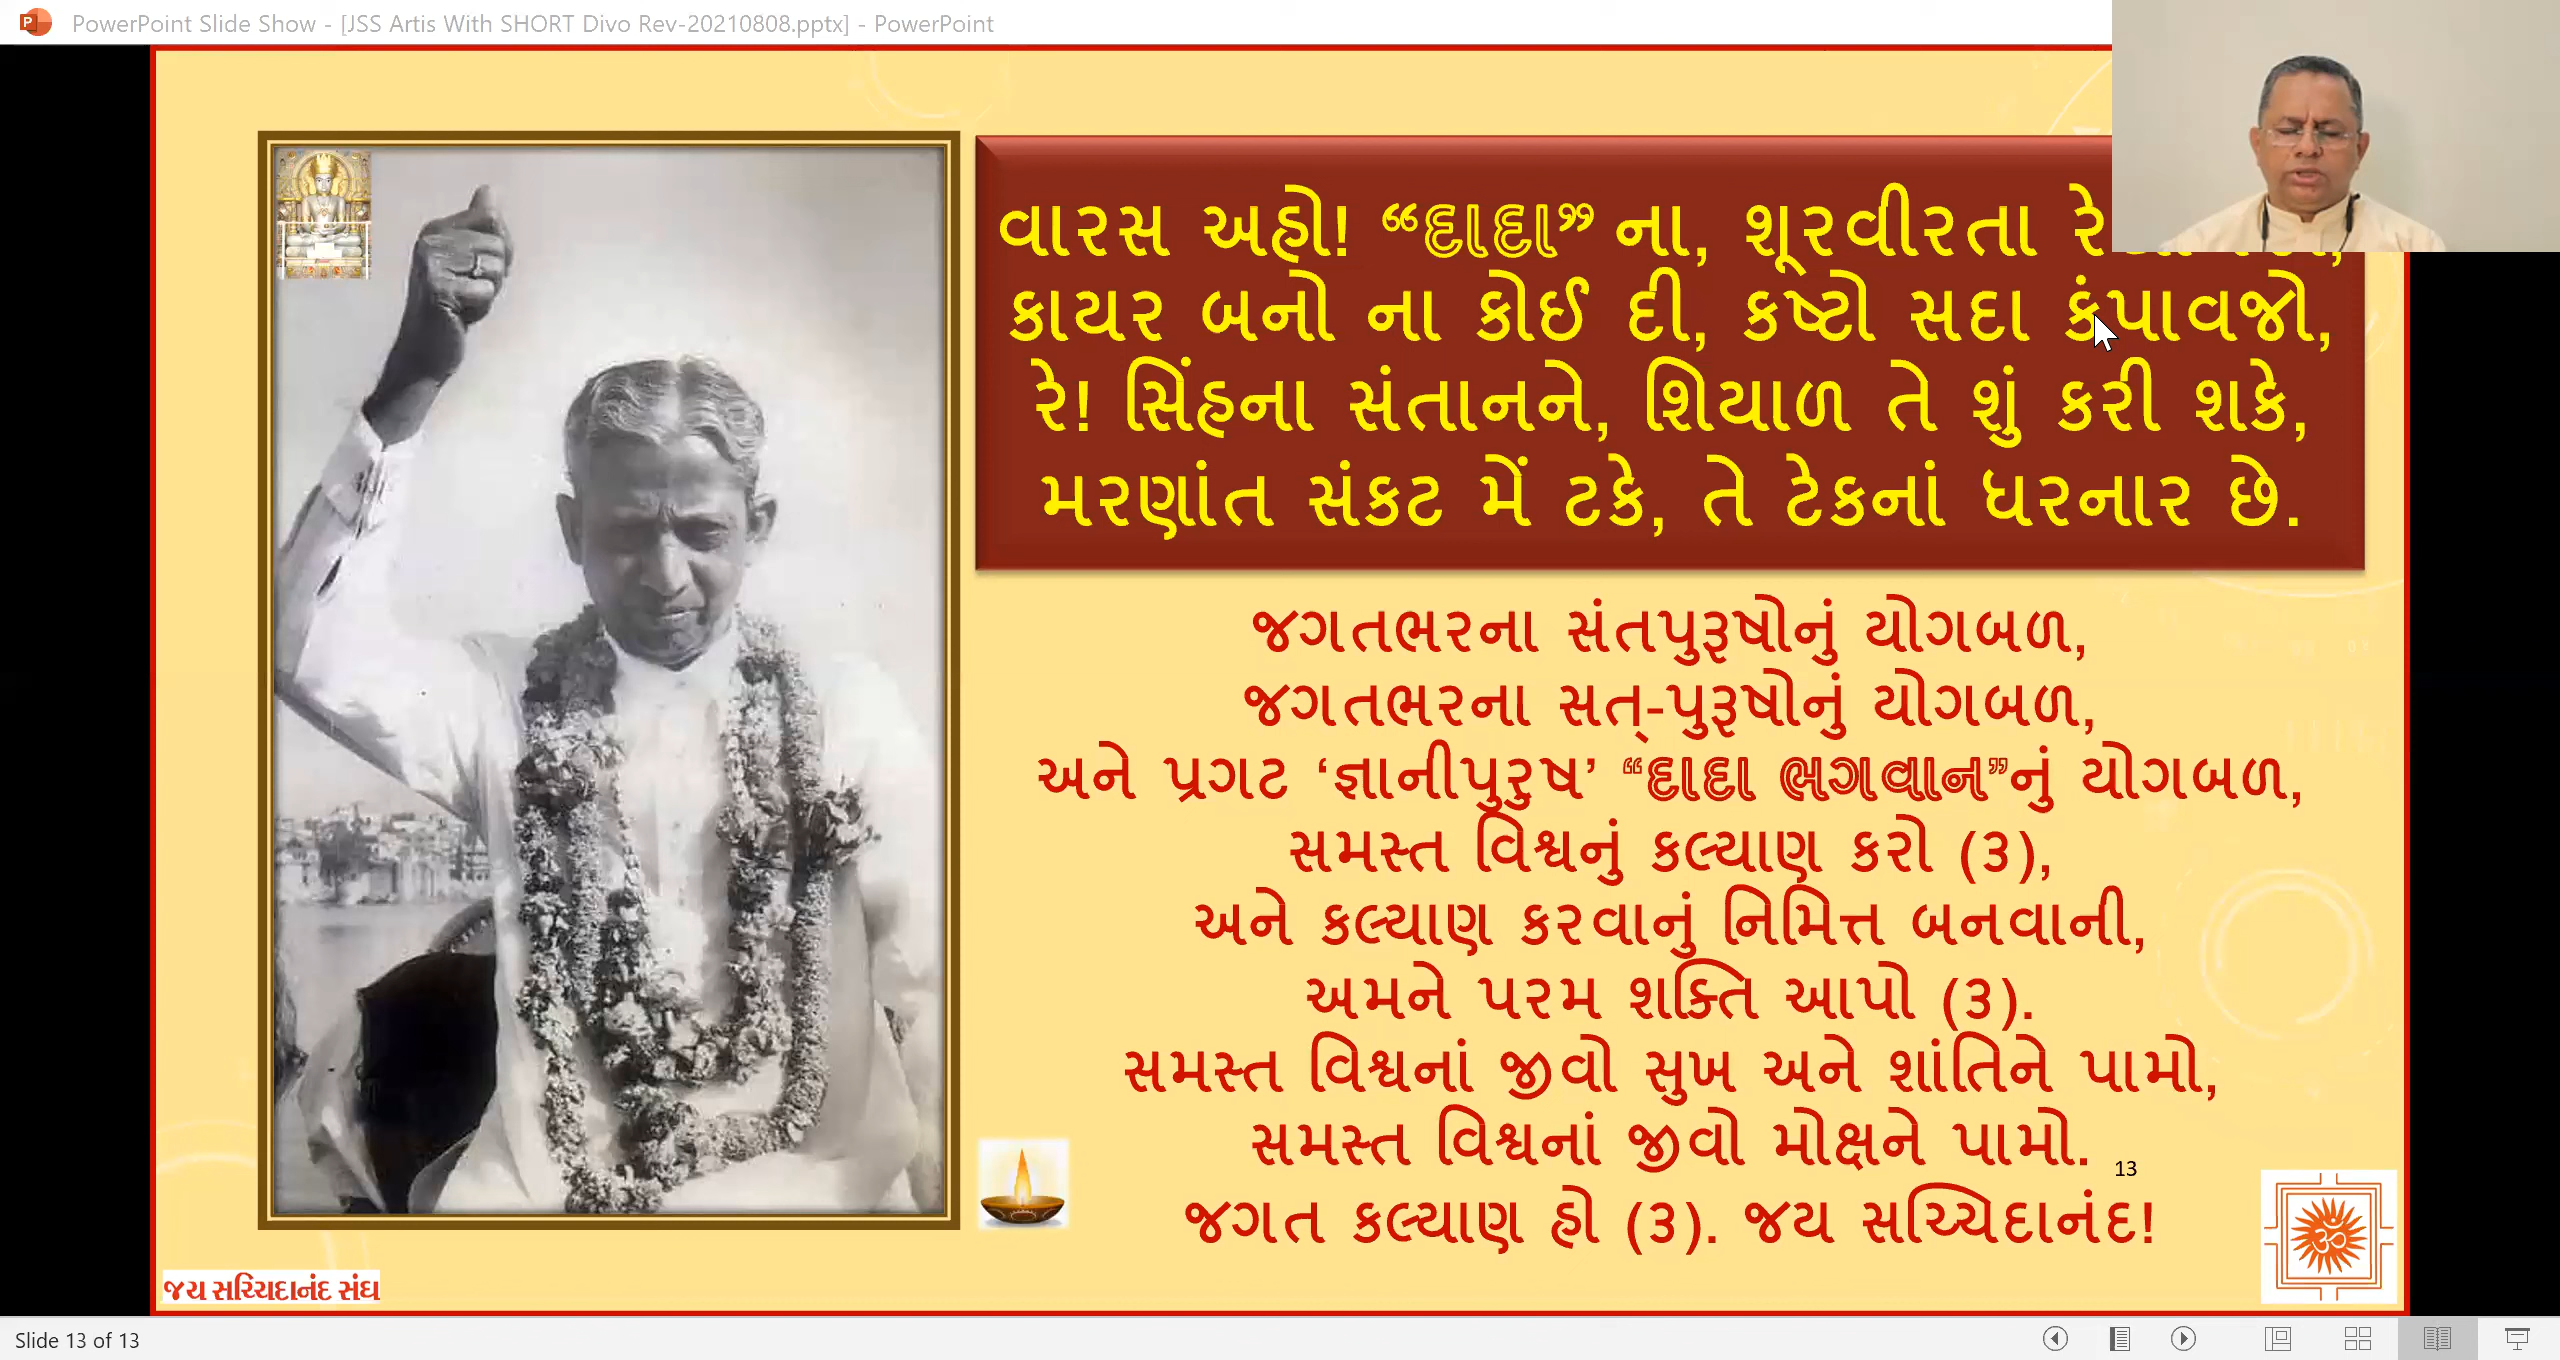 PowerPoint Slide Show - [JSS Artis With SHORT Divo Rev-20210808.pptx] - PowerPoint
વારસ અહો! “દાદા” ના, શૂરવીરતા
કાયર બનો ના કોઈ દી, કષ્ટો સદા કંપાવજો,
રે! સિંહના સંતાનને, શિયાળ તે શું કરી શકે,
મરણાંત સંકટ મેં ટકે, તે ટેકનાં ધરનાર છે.
જગતભરના સંતપુરૂષોનું યોગબળ,
જગતભરના સત્-પુરૂષોનું યોગબળ,
અને પ્રગટ ‘જ્ઞાનીપુરુષ’ “દાદા ભગવાન”નું યોગબળ,
સમસ્ત વિશ્વનું કલ્યાણ કરો (૩),
અને કલ્યાણ કરવાનું નિમિત્ત બનવાની,
અમને પરમ શક્તિ આપો (૩).
સમસ્ત વિશ્વનાં જીવો સુખ અને શાંતિને પામો,
સમસ્ત વિશ્વનાં જીવો મોક્ષને પામો.
13
જગત કલ્યાણ હો (૩). જય સચ્ચિદાનંદ!
ૐ
જય સચ્ચિદાનંદ સંઘ
Slide 13 of 13